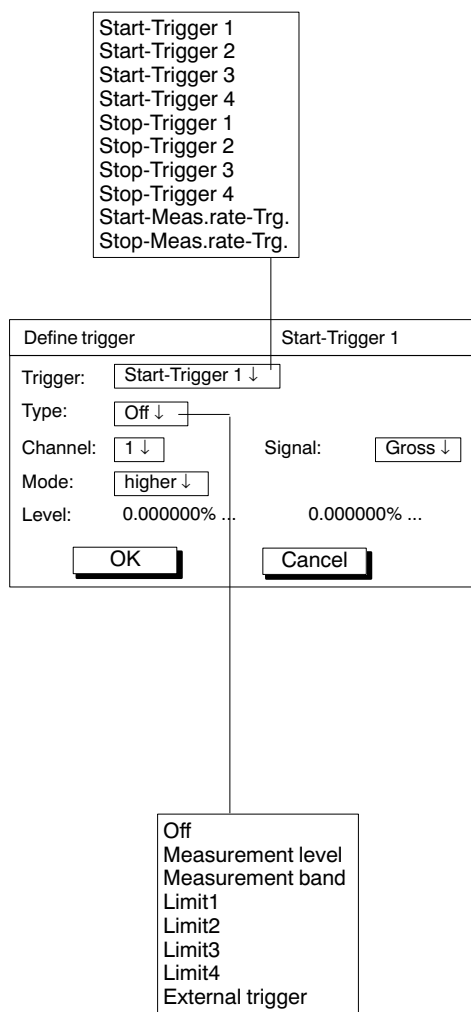 Start-Trigger 1
Start-Trigger 2
Start-Trigger 3
Start-Trigger 4
Stop-Trigger 1
Stop-Trigger 2
Stop-Trigger 3
Stop-Trigger 4
Start-Meas.rate-Trg.
Stop-Meas.rate-Trg.
Define trigger Start-Trigger 1
Trigger: Start-Trigger 1 ↓
Type: Off ↓
Channel: 1 ↓ Signal: Gross ↓
Mode: higher ↓
Level: 0.000000% ... 0.000000% ...
OK Cancel
Off
Measurement level
Measurement band
Limit1
Limit2
Limit3
Limit4
External trigger